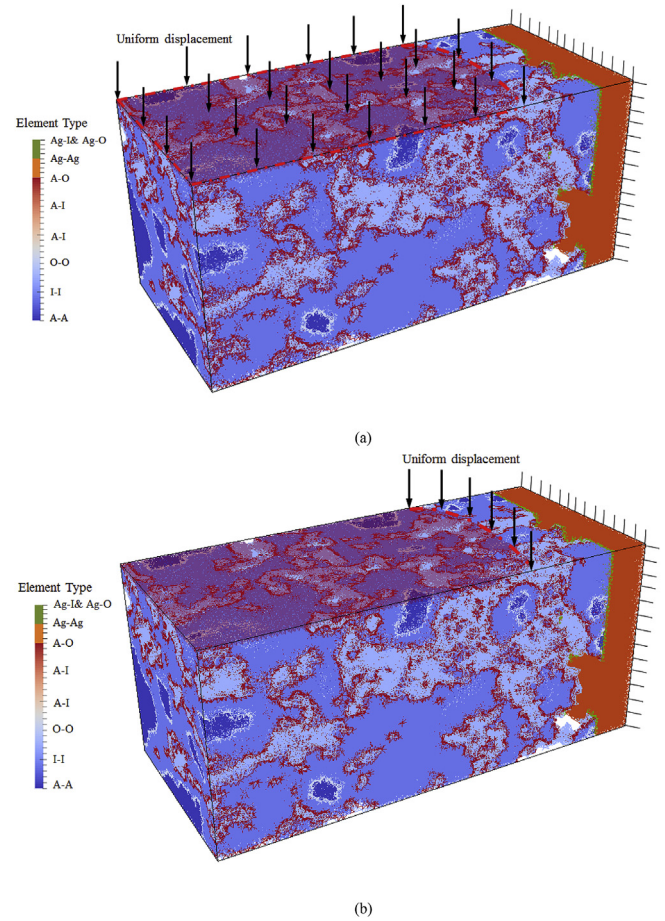 Uniform displacement
Element Type
Ag-I& Ag-O
Ag-Ag
A-O
A-I
A-I
O-O
I-I
A-A
(a)
Uniform displacement
Element Type
Ag-I& Ag-O
Ag-Ag
A-O
A-I
A-I
O-O
I-I
A-A
(b)